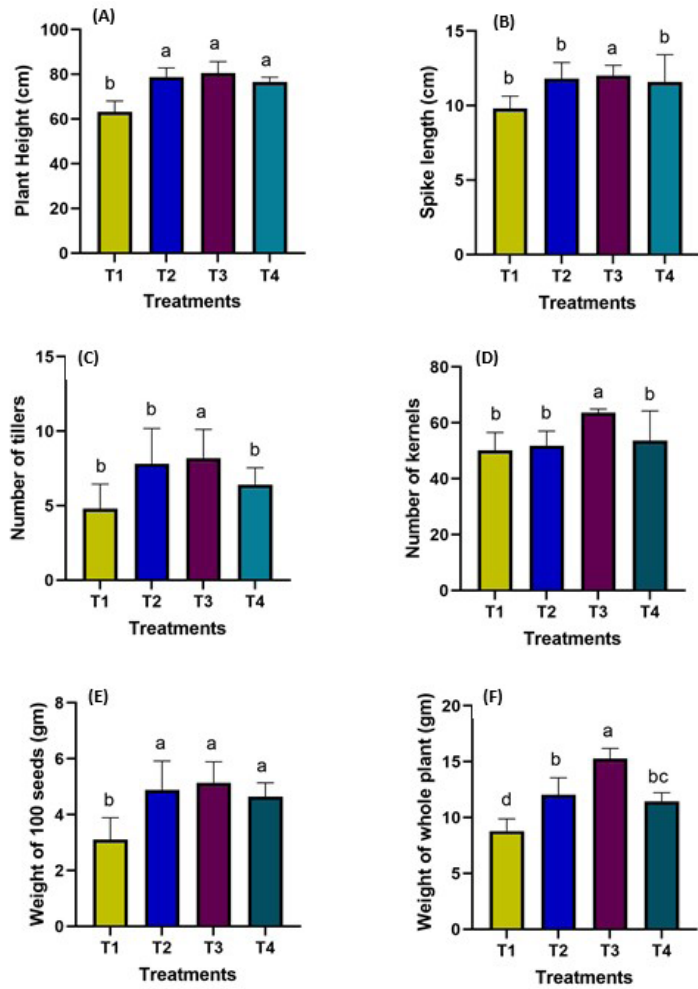 (A)
Plant Height (cm)
100
80
60
40
20
0
b
a
a
a
T1 T2 T3 T4
Treatments
(B)
Spike length (cm)
15
10
5
0
b
b
a
b
T1 T2 T3 T4
Treatments
(C)
Number of tillers
15
10
5
0
b
b
a
b
T1 T2 T3 T4
Treatments
(D)
Number of kernels
80
60
40
20
0
b
b
a
b
T1 T2 T3 T4
Treatments
(E)
Weight of 100 seeds (gm)
8
6
4
2
0
b
a
a
a
T1 T2 T3 T4
Treatments
(F)
Weight of whole plant (gm)
20
15
10
5
0
d
b
a
bc
T1 T2 T3 T4
Treatments